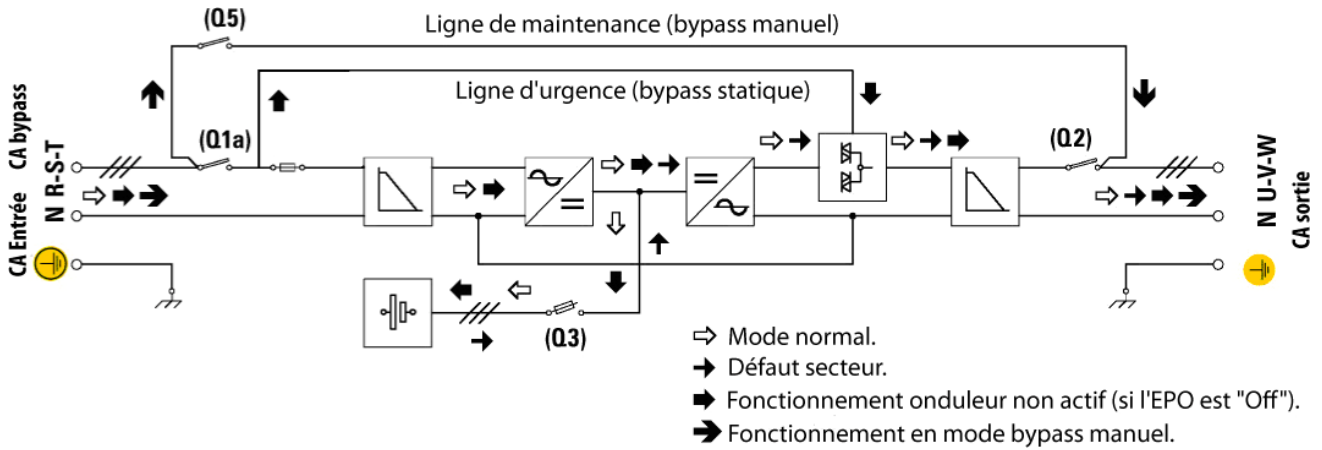 (Q5)
Ligne de maintenance (bypass manuel)
Ligne d'urgence (bypass statique)
CA bypass
(Q1a)
(Q2)
N R-S-T
CA Entrée
N U-V-W
CA sortie
(Q3)
Mode normal.
Défaut secteur.
Fonctionnement onduleur non actif (si l'EPO est "Off").
Fonctionnement en mode bypass manuel.